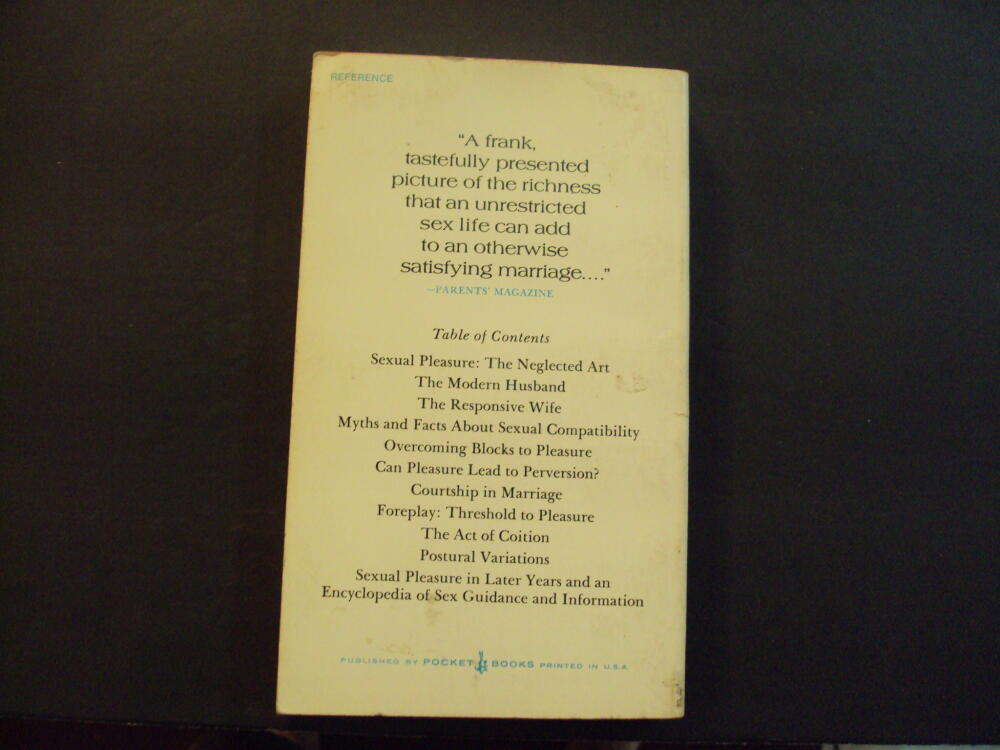 REFERENCE
“A frank,
tastefully presented
picture of the richness
that an unrestricted
sex life can add
to an otherwise
satisfying marriage....”
—PARENTS’ MAGAZINE
Table of Contents
Sexual Pleasure: The Neglected Art
The Modern Husband
The Responsive Wife
Myths and Facts About Sexual Compatibility
Overcoming Blocks to Pleasure
Can Pleasure Lead to Perversion?
Courtship in Marriage
Foreplay: Threshold to Pleasure
The Act of Coition
Postural Variations
Sexual Pleasure in Later Years and an
Encyclopedia of Sex Guidance and Information
PUBLISHED BY POCKET BOOKS PRINTED IN U.S.A.